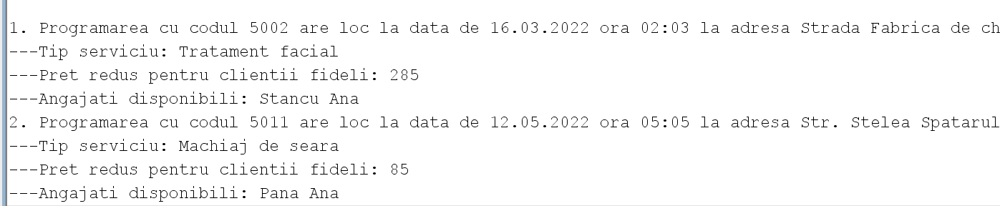 1. Programarea cu codul 5002 are loc la data de 16.03.2022 ora 02:03 la adresa Strada Fabrica de ch
---Tip serviciu: Tratament facial
---Pret redus pentru clientii fideli: 285
---Angajati disponibili: Stancu Ana
2. Programarea cu codul 5011 are loc la data de 12.05.2022 ora 05:05 la adresa Str. Stelea Spatarul
---Tip serviciu: Machiaj de seara
---Pret redus pentru clientii fideli: 85
---Angajati disponibili: Pana Ana